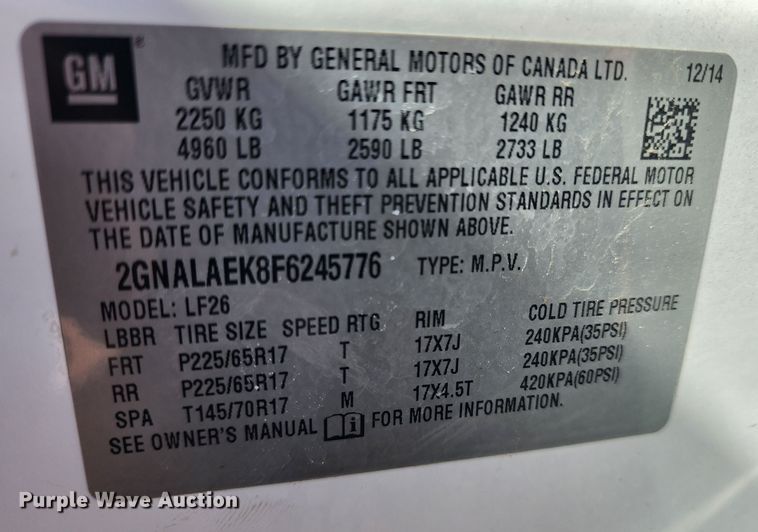 GM ®
MFD BY GENERAL MOTORS OF CANADA LTD. 12/14
GVWR GAWR FRT GAWR RR
2250 KG 1175 KG 1240 KG
4960 LB 2590 LB 2733 LB
THIS VEHICLE CONFORMS TO ALL APPLICABLE U.S. FEDERAL MOTOR
VEHICLE SAFETY AND THEFT PREVENTION STANDARDS IN EFFECT ON
THE DATE OF MANUFACTURE SHOWN ABOVE.
2GNALAEK8F6245776 TYPE: M.P.V.
MODEL: LF26
LBBR TIRE SIZE SPEED RTG RIM COLD TIRE PRESSURE
FRT P225/65R17 T 17X7J 240KPA(35PSI)
RR P225/65R17 T 17X7J 240KPA(35PSI)
SPA T145/70R17 M 17X4.5T 420KPA(60PSI)
SEE OWNER'S MANUAL i FOR MORE INFORMATION.
Purple Wave Auction